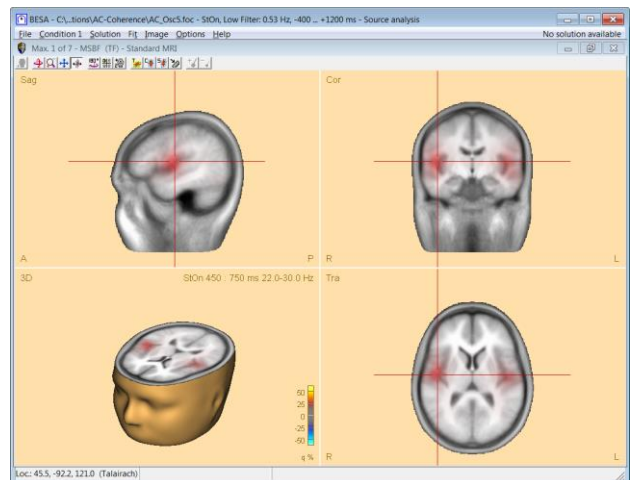 BESA - C:\...tions\AC-Coherence\AC_Osc5.foc - StOn, Low Filter: 0.53 Hz, -400 ... +1200 ms - Source analysis
File Condition 1 Solution Fit Image Options Help No solution available
Max. 1 of 7 - MSBF (TF) - Standard MRI
Sag
Cor
A P
R L
3D StOn 450 : 750 ms 22.0-30.0 Hz
Tra
50
25
0
-25
-50
q %
R L
Loc.: 45.5, -92.2, 121.0 (Talairach)